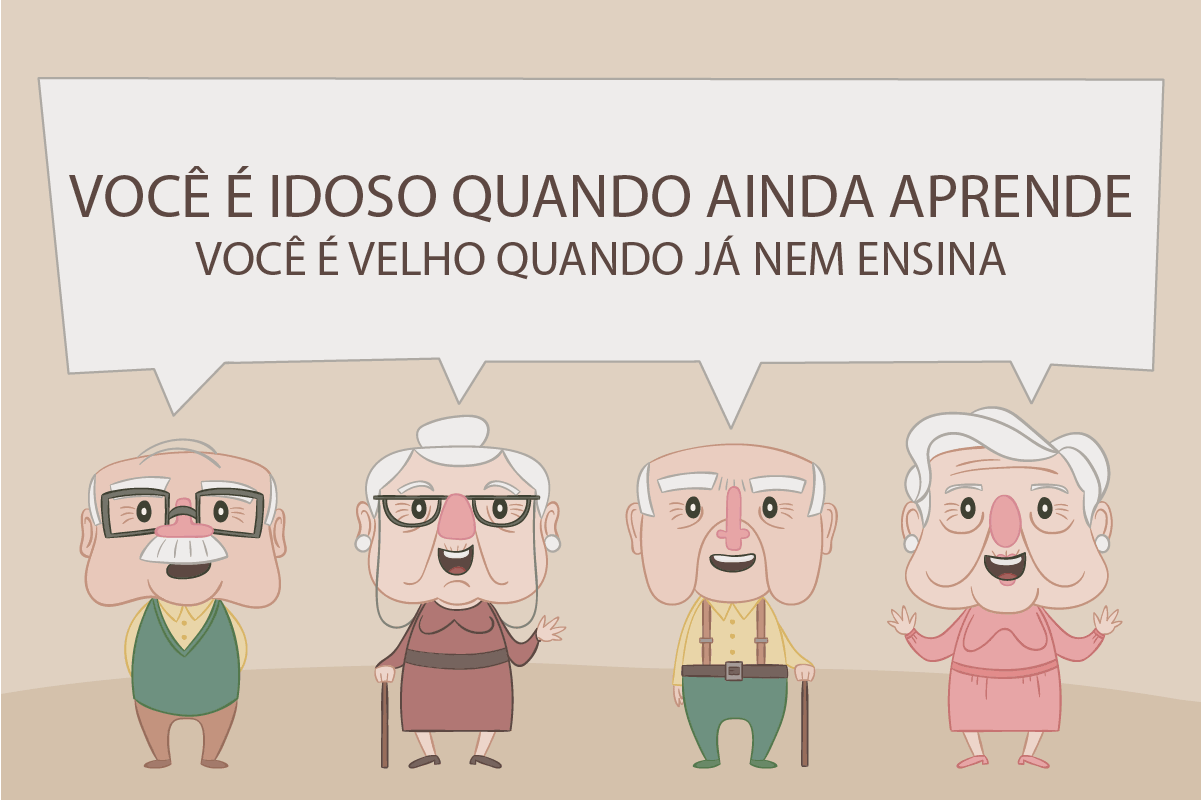 VOCÊ É IDOSO QUANDO AINDA APRENDE
VOCÊ É VELHO QUANDO JÁ NEM ENSINA